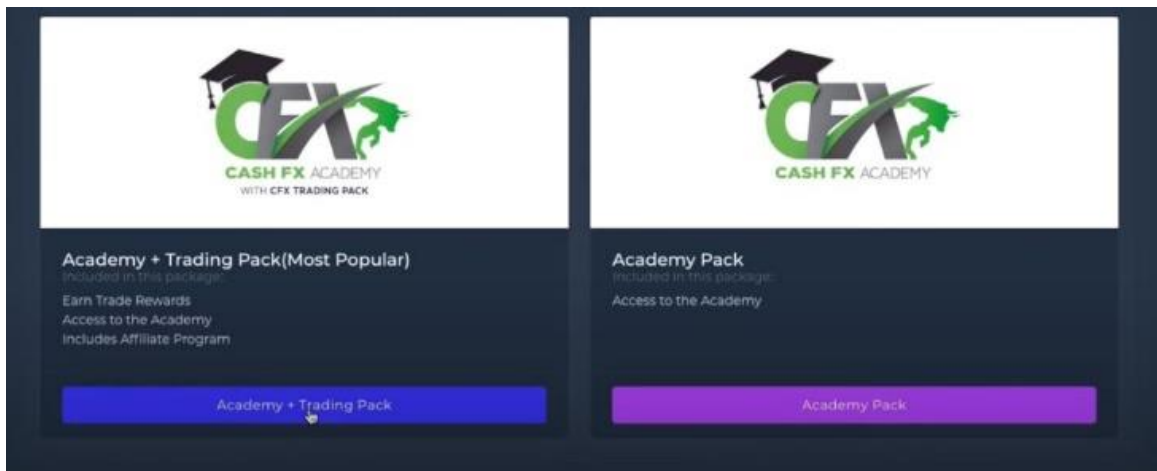 CFX
CASH FX ACADEMY
WITH CFX TRADING PACK
Academy + Trading Pack(Most Popular)
Included in this package:
Earn Trade Rewards
Access to the Academy
Includes Affiliate Program
Academy + Trading Pack
CFX
CASH FX ACADEMY
Academy Pack
Included in this package:
Access to the Academy
Academy Pack